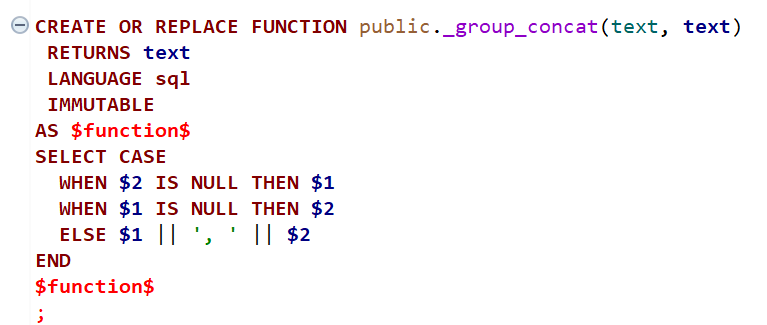 CREATE OR REPLACE FUNCTION public._group_concat(text, text)
 RETURNS text
 LANGUAGE sql
 IMMUTABLE
AS $function$
SELECT CASE
  WHEN $2 IS NULL THEN $1
  WHEN $1 IS NULL THEN $2
  ELSE $1 || ', ' || $2
END
$function$
;